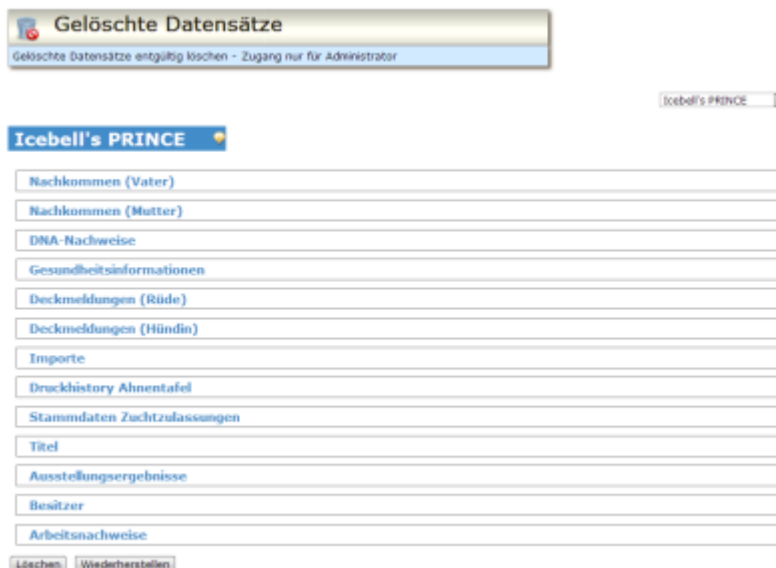 Gelöschte Datensätze
Gelöschte Datensätze entgültig löschen - Zugang nur für Administrator
Icebell's PRINCE
Icebell's PRINCE
Nachkommen (Vater)
Nachkommen (Mutter)
DNA-Nachweise
Gesundheitsinformationen
Deckmeldungen (Rüde)
Deckmeldungen (Hündin)
Importe
Druckhistory Ahnentafel
Stammdaten Zuchtzulassungen
Titel
Ausstellungsergebnisse
Besitzer
Arbeitsnachweise
Löschen Wiederherstellen